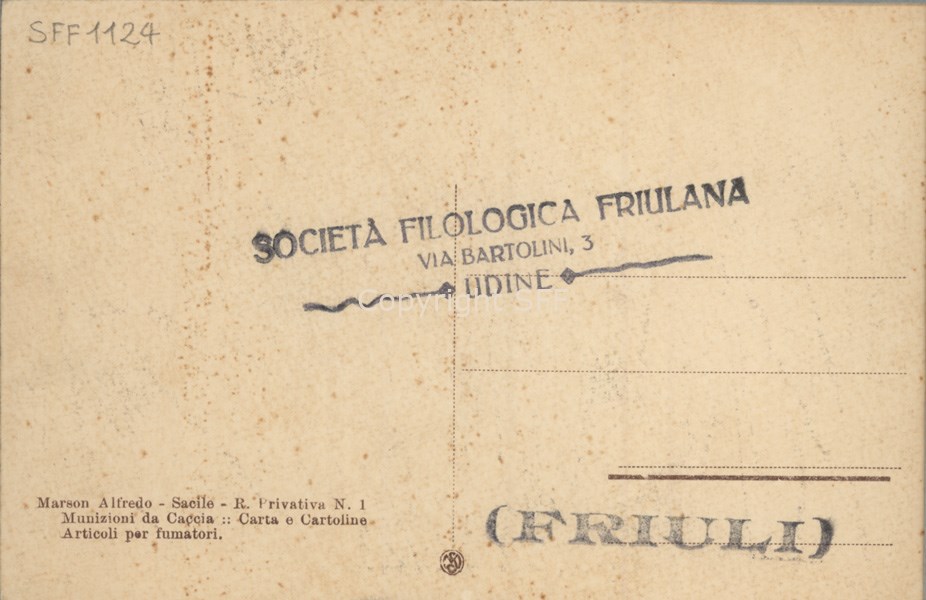 SFF1124
SOCIETÀ FILOLOGICA FRIULANA
VIA BARTOLINI, 3
UDINE
Copyright SFF
Marson Alfredo - Sacile - R. Privativa N. 1
Munizioni da Caccia :: Carta e Cartoline
Articoli per fumatori.
(FRIULI)